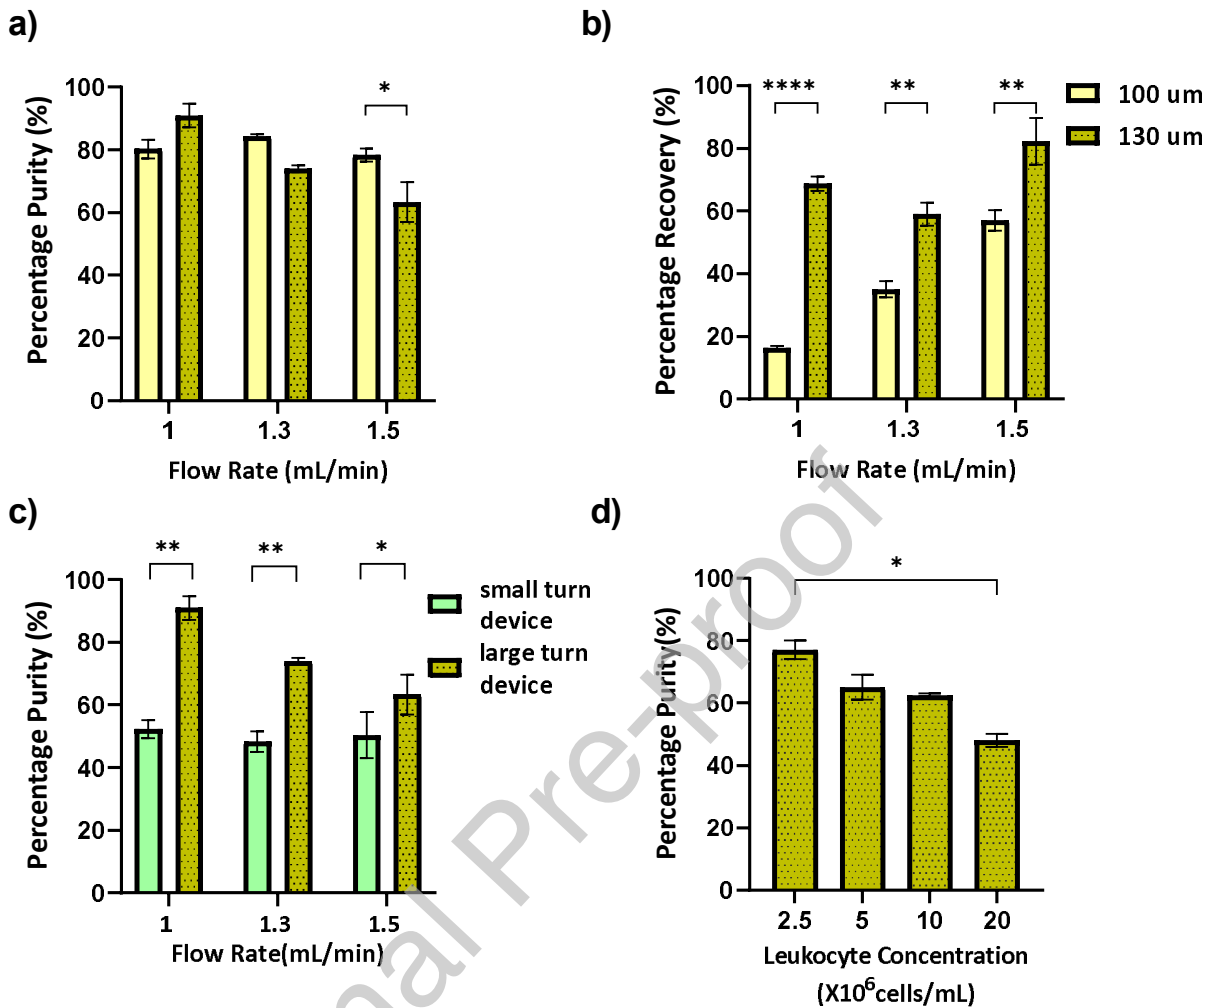 a)
*
100
80
60
40
20
0
Percentage Purity (%)
1 1.3 1.5
Flow Rate (mL/min)
b)
**** ** **
100
80
60
40
20
0
Percentage Recovery (%)
1 1.3 1.5
Flow Rate (mL/min)
100 um
130 um
c)
** ** *
100
80
60
40
20
0
Percentage Purity (%)
1 1.3 1.5
Flow Rate(mL/min)
small turn
device
large turn
device
d)
*
100
80
60
40
20
0
Percentage Purity(%)
2.5 5 10 20
Leukocyte Concentration
(X10⁶cells/mL)
nal Pre-proof